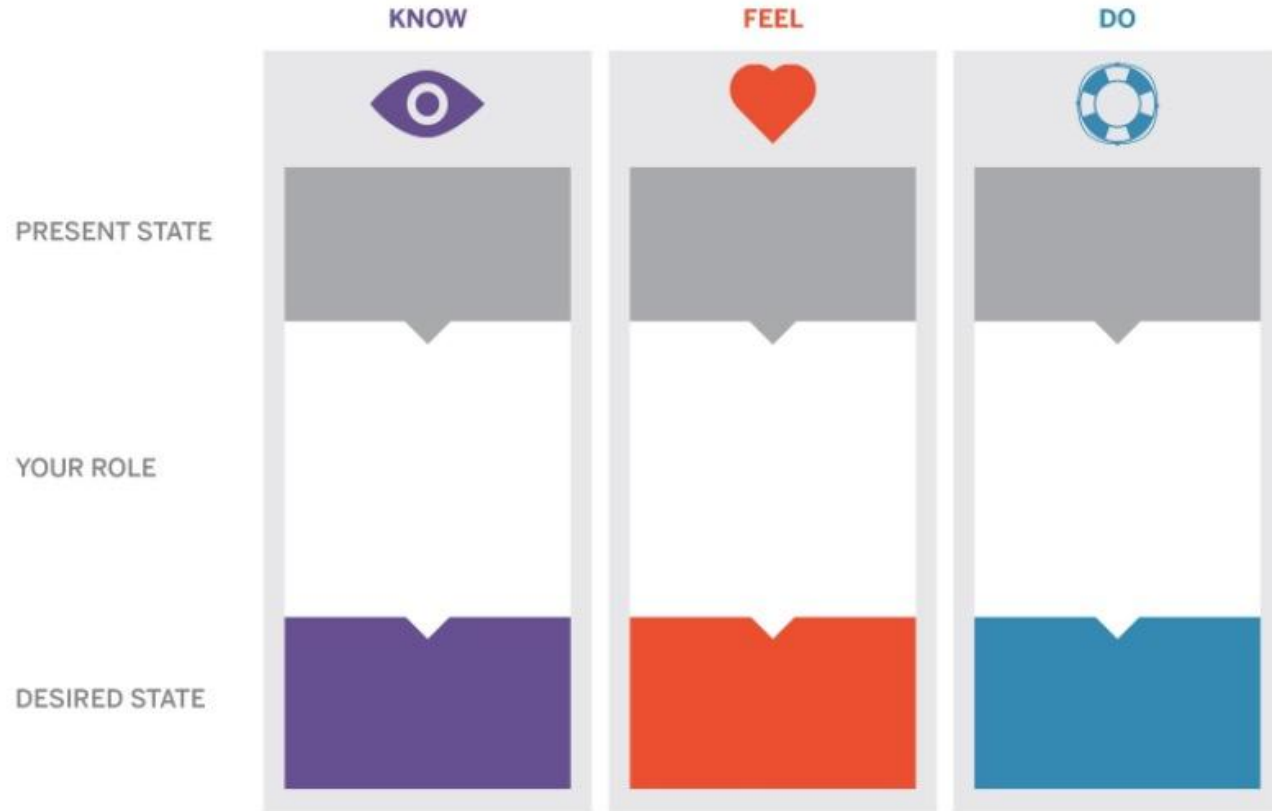 KNOW
FEEL
DO
PRESENT STATE
YOUR ROLE
DESIRED STATE